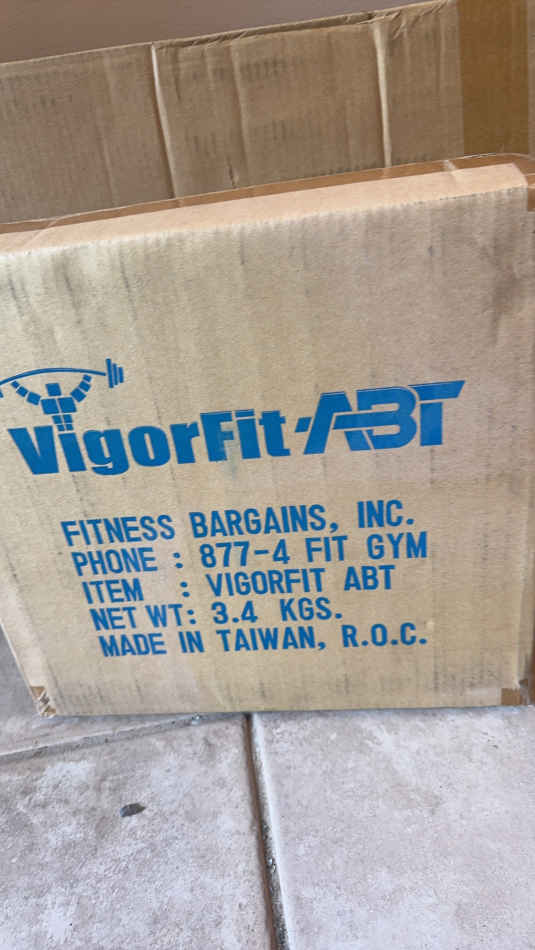 VigorFit·ABT
FITNESS BARGAINS, INC.
PHONE : 877-4 FIT GYM
ITEM : VIGORFIT ABT
NET WT: 3.4 KGS.
MADE IN TAIWAN, R.O.C.